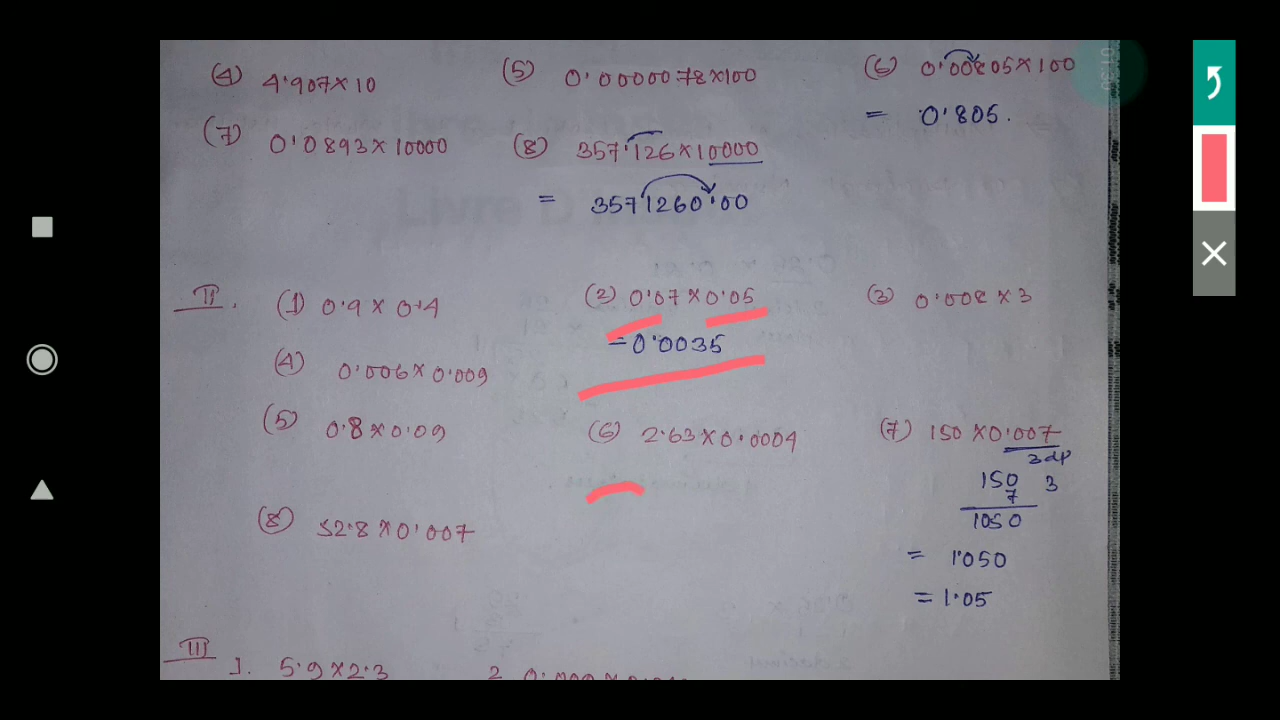 (4) 4.907×10 (5) 0.0000078×100 (6) 0.00805×100
= 0.805.
(7) 0.0893×10000 (8) 357.126×10000
= 3571260.00
II. (1) 0.9 × 0.4 (2) 0.07×0.05 (3) 0.008 × 3
= 0.0035
(4) 0.006×0.009
(5) 0.8×0.09 (6) 2.63×0.0004 (7) 150×0.007
3dp
150 3
7
1050
(8) 52.8×0.007
= 1.050
= 1.05
III 1. 5.9×2.3 2
01:30